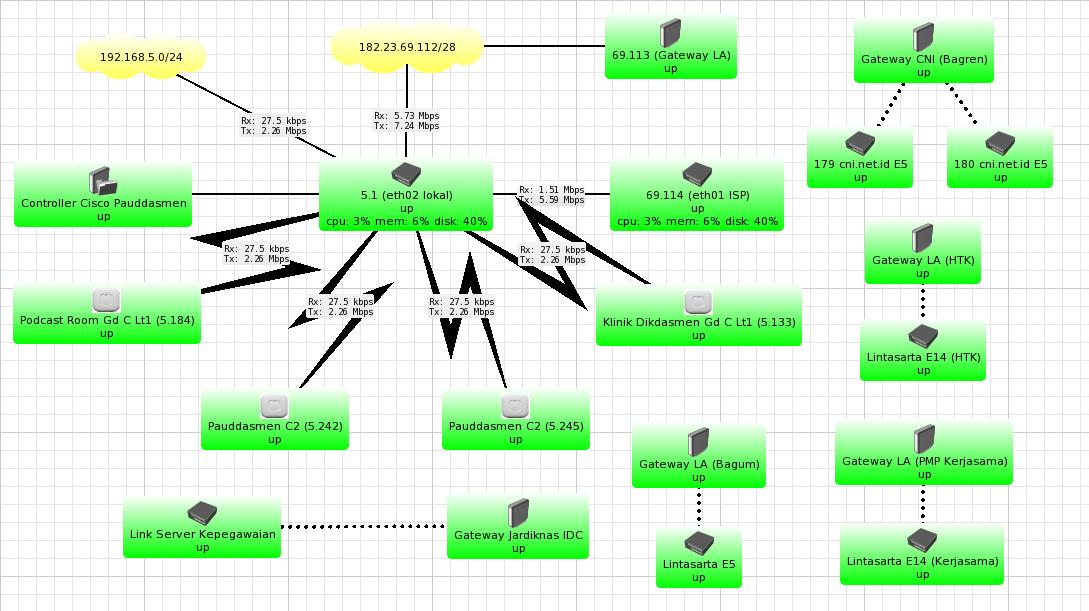 192.168.5.0/24
182.23.69.112/28
69.113 (Gateway LA)
up
Gateway CNI (Bagren)
up
Rx: 27.5 kbps
Tx: 2.26 Mbps
Rx: 5.73 Mbps
Tx: 7.24 Mbps
179 cni.net.id E5
up
180 cni.net.id E5
up
Controller Cisco Pauddasmen
up
5.1 (eth02 lokal)
up
cpu: 3% mem: 6% disk: 40%
Rx: 1.51 Mbps
Tx: 5.59 Mbps
69.114 (eth01 ISP)
up
cpu: 3% mem: 6% disk: 40%
Rx: 27.5 kbps
Tx: 2.26 Mbps
Rx: 27.5 kbps
Tx: 2.26 Mbps
Gateway LA (HTK)
up
Podcast Room Gd C Lt1 (5.184)
up
Rx: 27.5 kbps
Tx: 2.26 Mbps
Rx: 27.5 kbps
Tx: 2.26 Mbps
Klinik Dikdasmen Gd C Lt1 (5.133)
up
Lintasarta E14 (HTK)
up
Pauddasmen C2 (5.242)
up
Pauddasmen C2 (5.245)
up
Gateway LA (Bagum)
up
Gateway LA (PMP Kerjasama)
up
Link Server Kepegawaian
up
Gateway Jardiknas IDC
up
Lintasarta E5
up
Lintasarta E14 (Kerjasama)
up